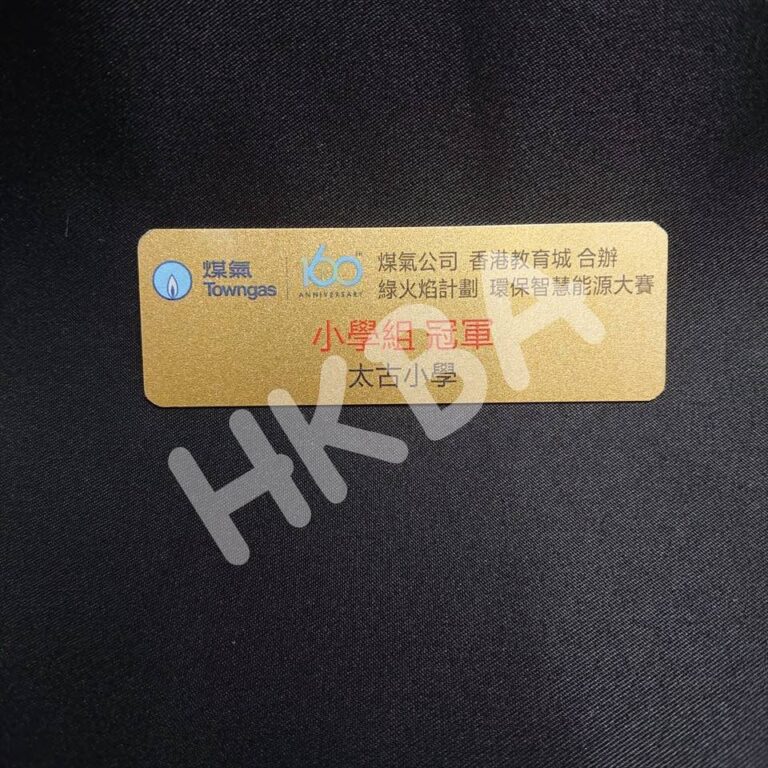 煤氣
Towngas
160TH
ANNIVERSARY
煤氣公司 香港教育城 合辦
綠火焰計劃 環保智慧能源大賽
小學組 冠軍
太古小學
HKBA